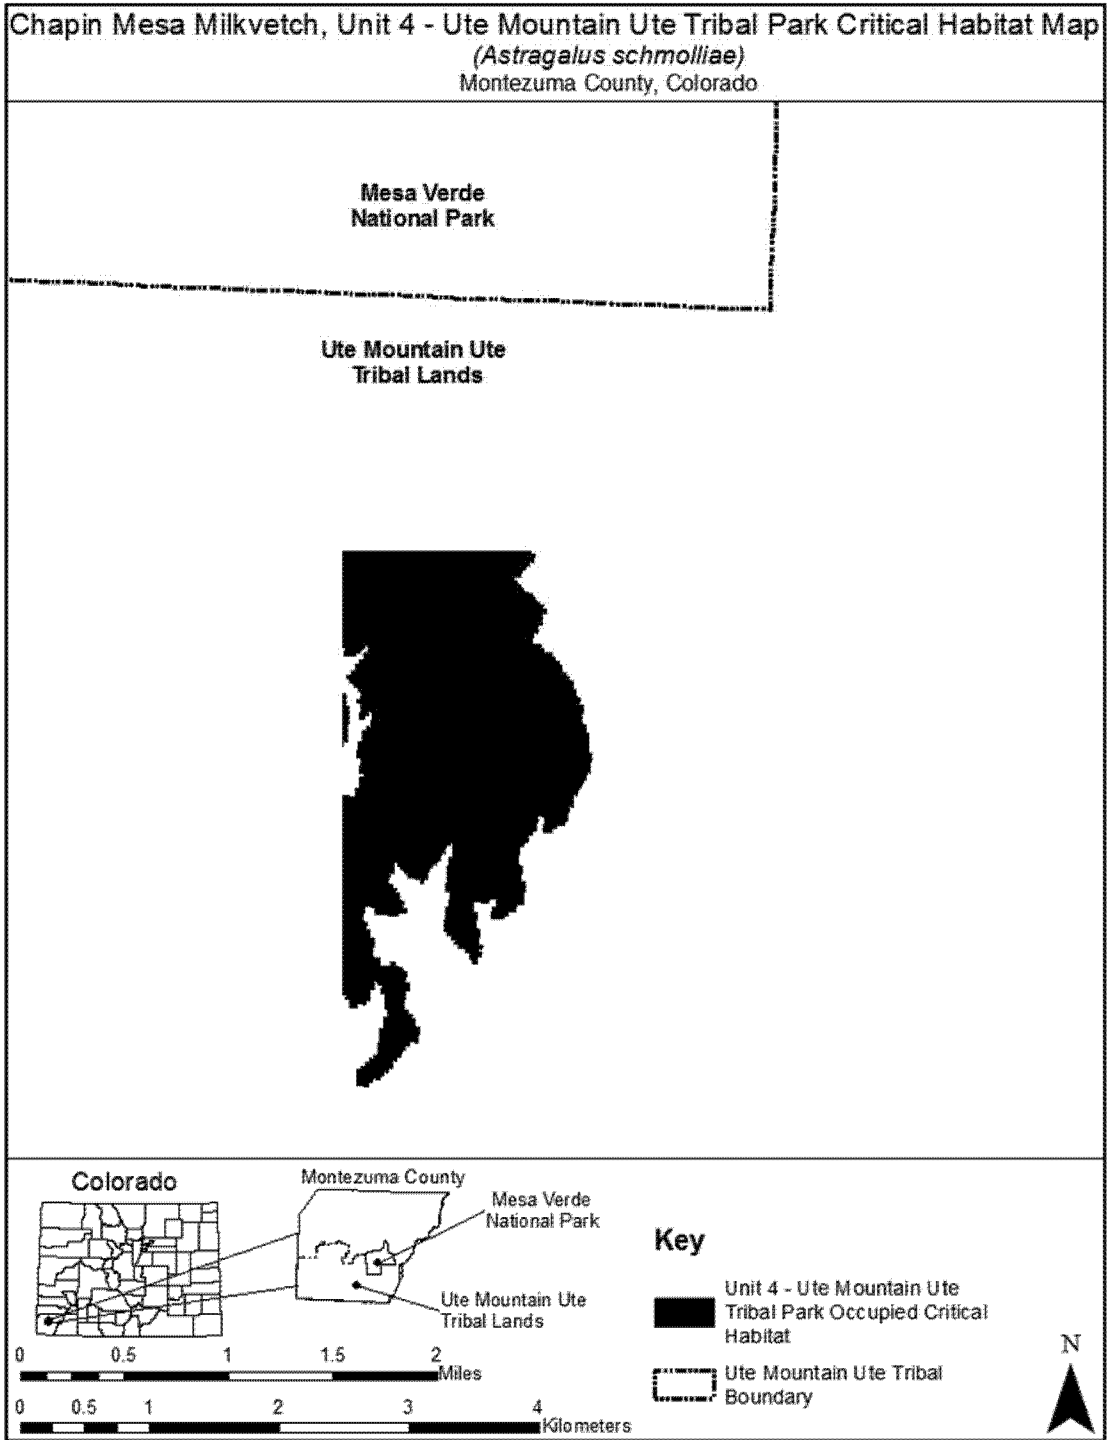 Chapin Mesa Milkvetch, Unit 4 - Ute Mountain Ute Tribal Park Critical Habitat Map
(Astragalus schmolliae)
Montezuma County, Colorado
Mesa Verde
National Park
Ute Mountain Ute
Tribal Lands
Colorado
Montezuma County
Mesa Verde
National Park
Ute Mountain Ute
Tribal Lands
0 0.5 1 1.5 2
Miles
0 0.5 1 2 3 4
Kilometers
Key
Unit 4 - Ute Mountain Ute
Tribal Park Occupied Critical
Habitat
Ute Mountain Ute Tribal
Boundary
N